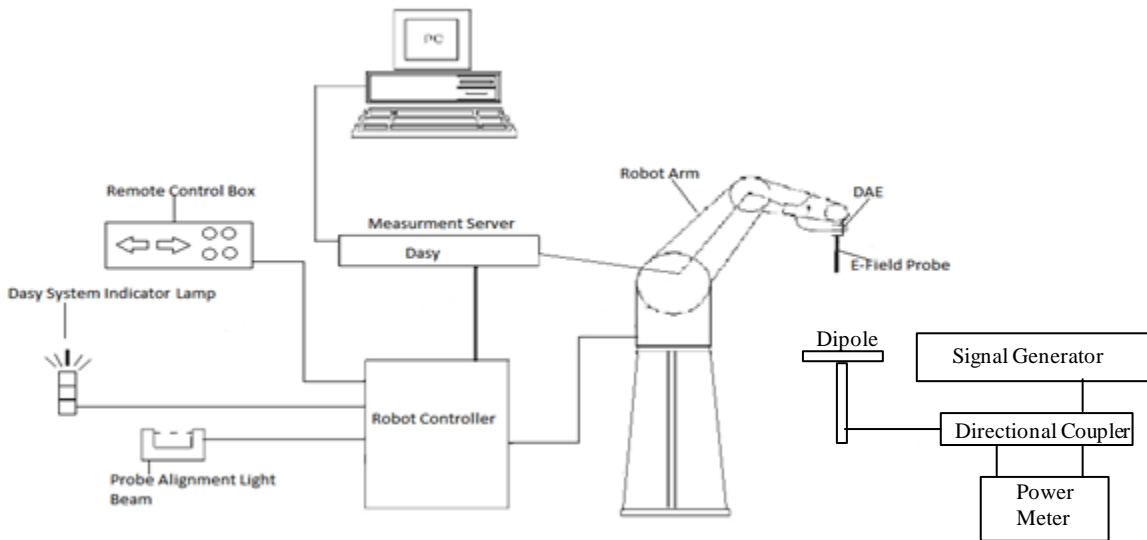 PC
Remote Control Box
Measurment Server
Dasy
Robot Arm
DAE
E-Field Probe
Dasy System Indicator Lamp
Dipole
Signal Generator
Robot Controller
Directional Coupler
Probe Alignment Light
Beam
Power
Meter